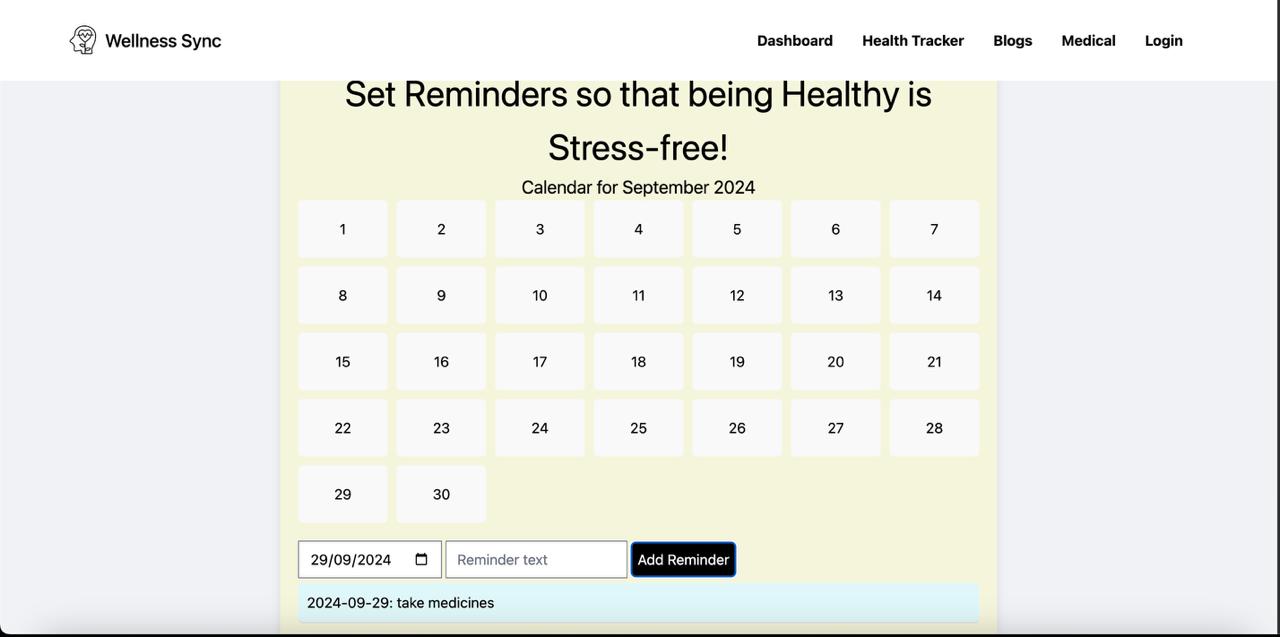 Wellness Sync
Dashboard Health Tracker Blogs Medical Login
Set Reminders so that being Healthy is
Stress-free!
Calendar for September 2024
1 2 3 4 5 6 7
8 9 10 11 12 13 14
15 16 17 18 19 20 21
22 23 24 25 26 27 28
29 30
29/09/2024 Reminder text Add Reminder
2024-09-29: take medicines